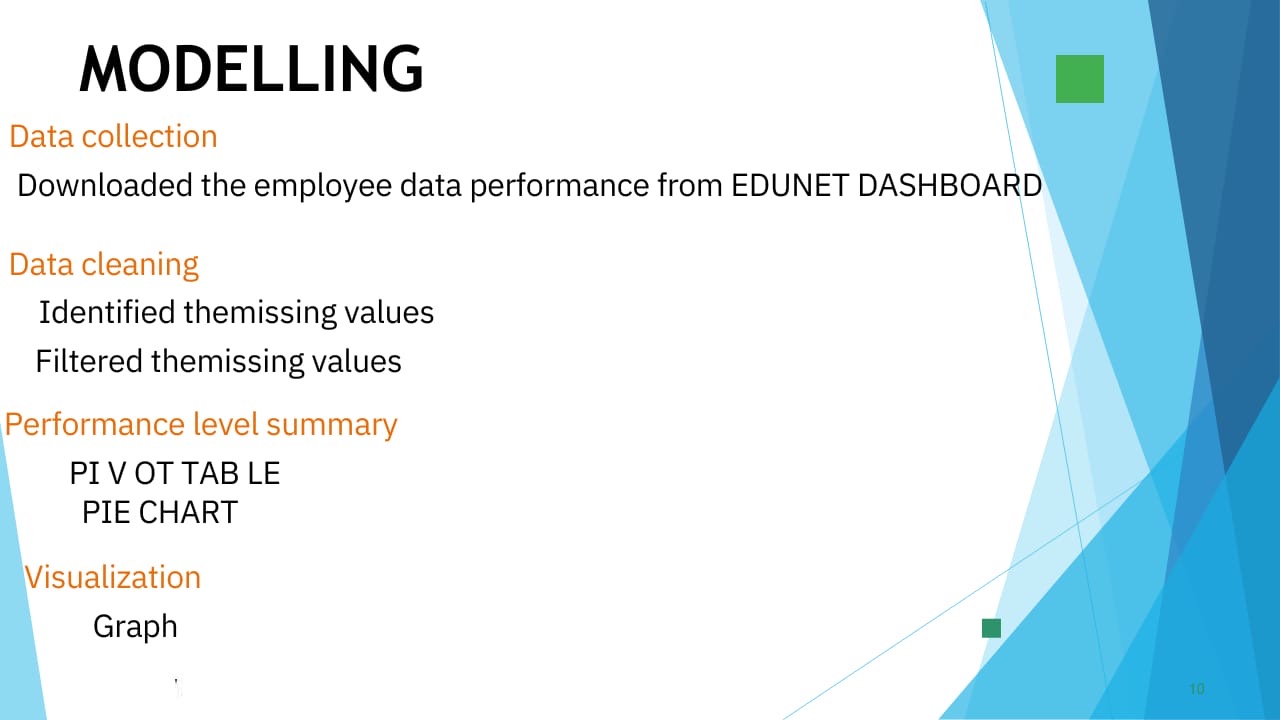 MODELLING
Data collection
Downloaded the employee data performance from EDUNET DASHBOARD
Data cleaning
Identified themissing values
Filtered themissing values
Performance level summary
PI V OT TAB LE
PIE CHART
Visualization
Graph
10